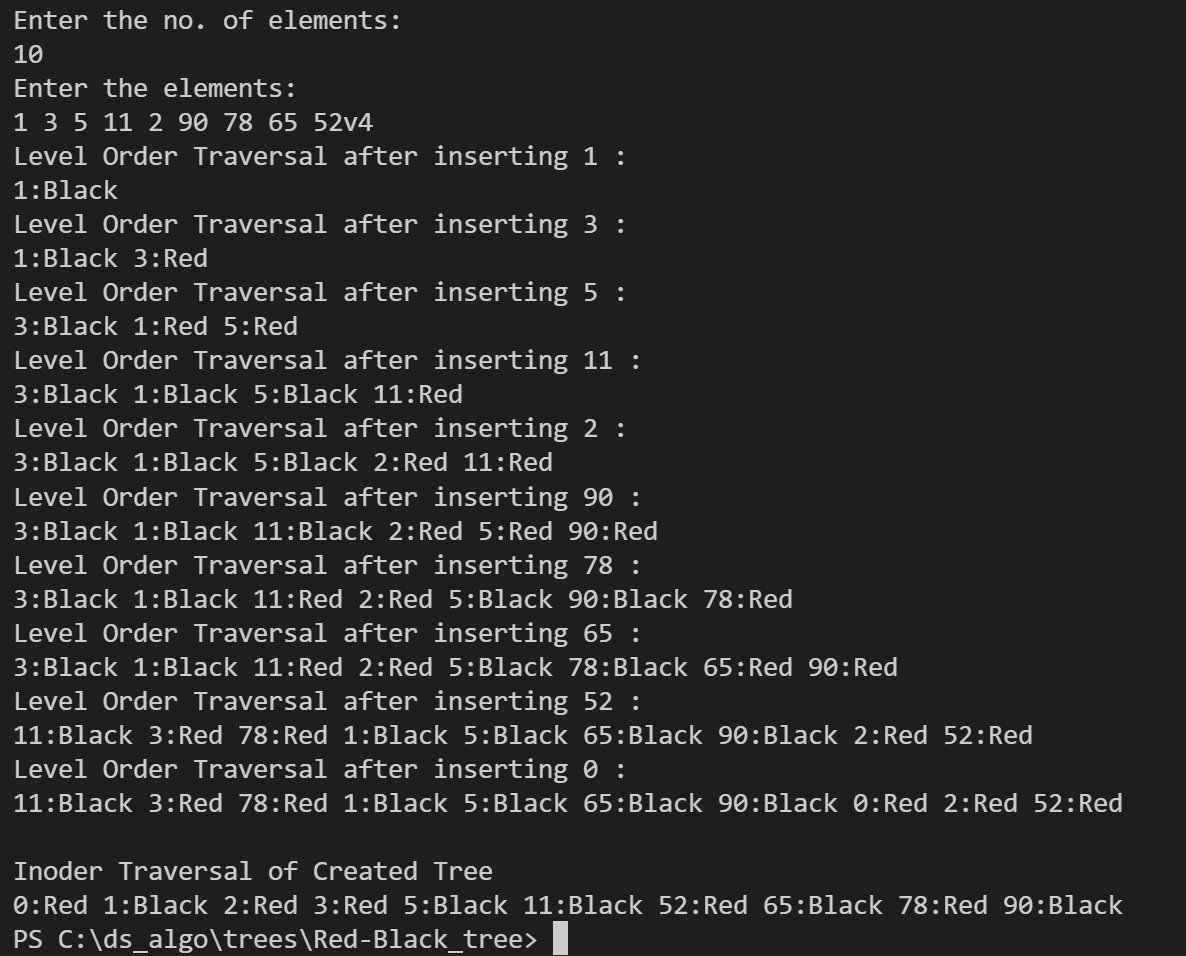 Enter the no. of elements:
10
Enter the elements:
1 3 5 11 2 90 78 65 52v4
Level Order Traversal after inserting 1 :
1:Black
Level Order Traversal after inserting 3 :
1:Black 3:Red
Level Order Traversal after inserting 5 :
3:Black 1:Red 5:Red
Level Order Traversal after inserting 11 :
3:Black 1:Black 5:Black 11:Red
Level Order Traversal after inserting 2 :
3:Black 1:Black 5:Black 2:Red 11:Red
Level Order Traversal after inserting 90 :
3:Black 1:Black 11:Black 2:Red 5:Red 90:Red
Level Order Traversal after inserting 78 :
3:Black 1:Black 11:Red 2:Red 5:Black 90:Black 78:Red
Level Order Traversal after inserting 65 :
3:Black 1:Black 11:Red 2:Red 5:Black 78:Black 65:Red 90:Red
Level Order Traversal after inserting 52 :
11:Black 3:Red 78:Red 1:Black 5:Black 65:Black 90:Black 2:Red 52:Red
Level Order Traversal after inserting 0 :
11:Black 3:Red 78:Red 1:Black 5:Black 65:Black 90:Black 0:Red 2:Red 52:Red
Inoder Traversal of Created Tree
0:Red 1:Black 2:Red 3:Red 5:Black 11:Black 52:Red 65:Black 78:Red 90:Black
PS C:\ds_algo\trees\Red-Black_tree>